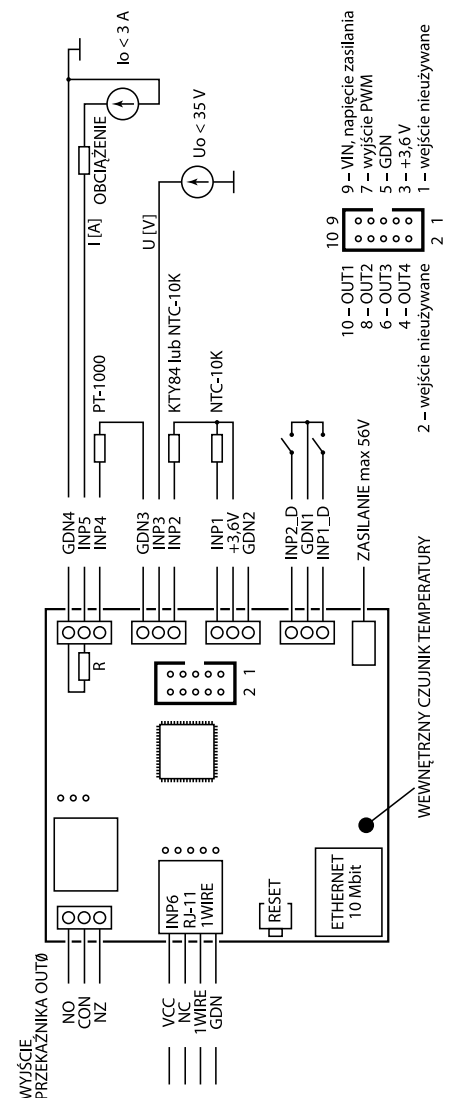 WYJŚCIE
PRZEKAŹNIKA OUTØ
NO
CON
NZ
VCC
NC
1WIRE
GDN
INP6
RJ-11
1WIRE
RESET
ETHERNET
10 Mbit
WEWNĘTRZNY CZUJNIK TEMPERATURY
R
2 1
GDN4
INP5
INP4
GDN3
INP3
INP2
INP1
+3,6V
GDN2
INP2_D
GDN1
INP1_D
ZASILANIE max 56V
PT-1000
KTY84 lub NTC-10K
NTC-10K
I [A]
OBCIĄŻENIE
Io < 3 A
U [V]
Uo < 35 V
10 9
2 1
10 – OUT1
8 – OUT2
6 – OUT3
4 – OUT4
2 – wejście nieużywane
9 – VIN, napięcie zasilania
7 – wyjście PWM
5 – GDN
3 – +3,6 V
1 – wejście nieużywane